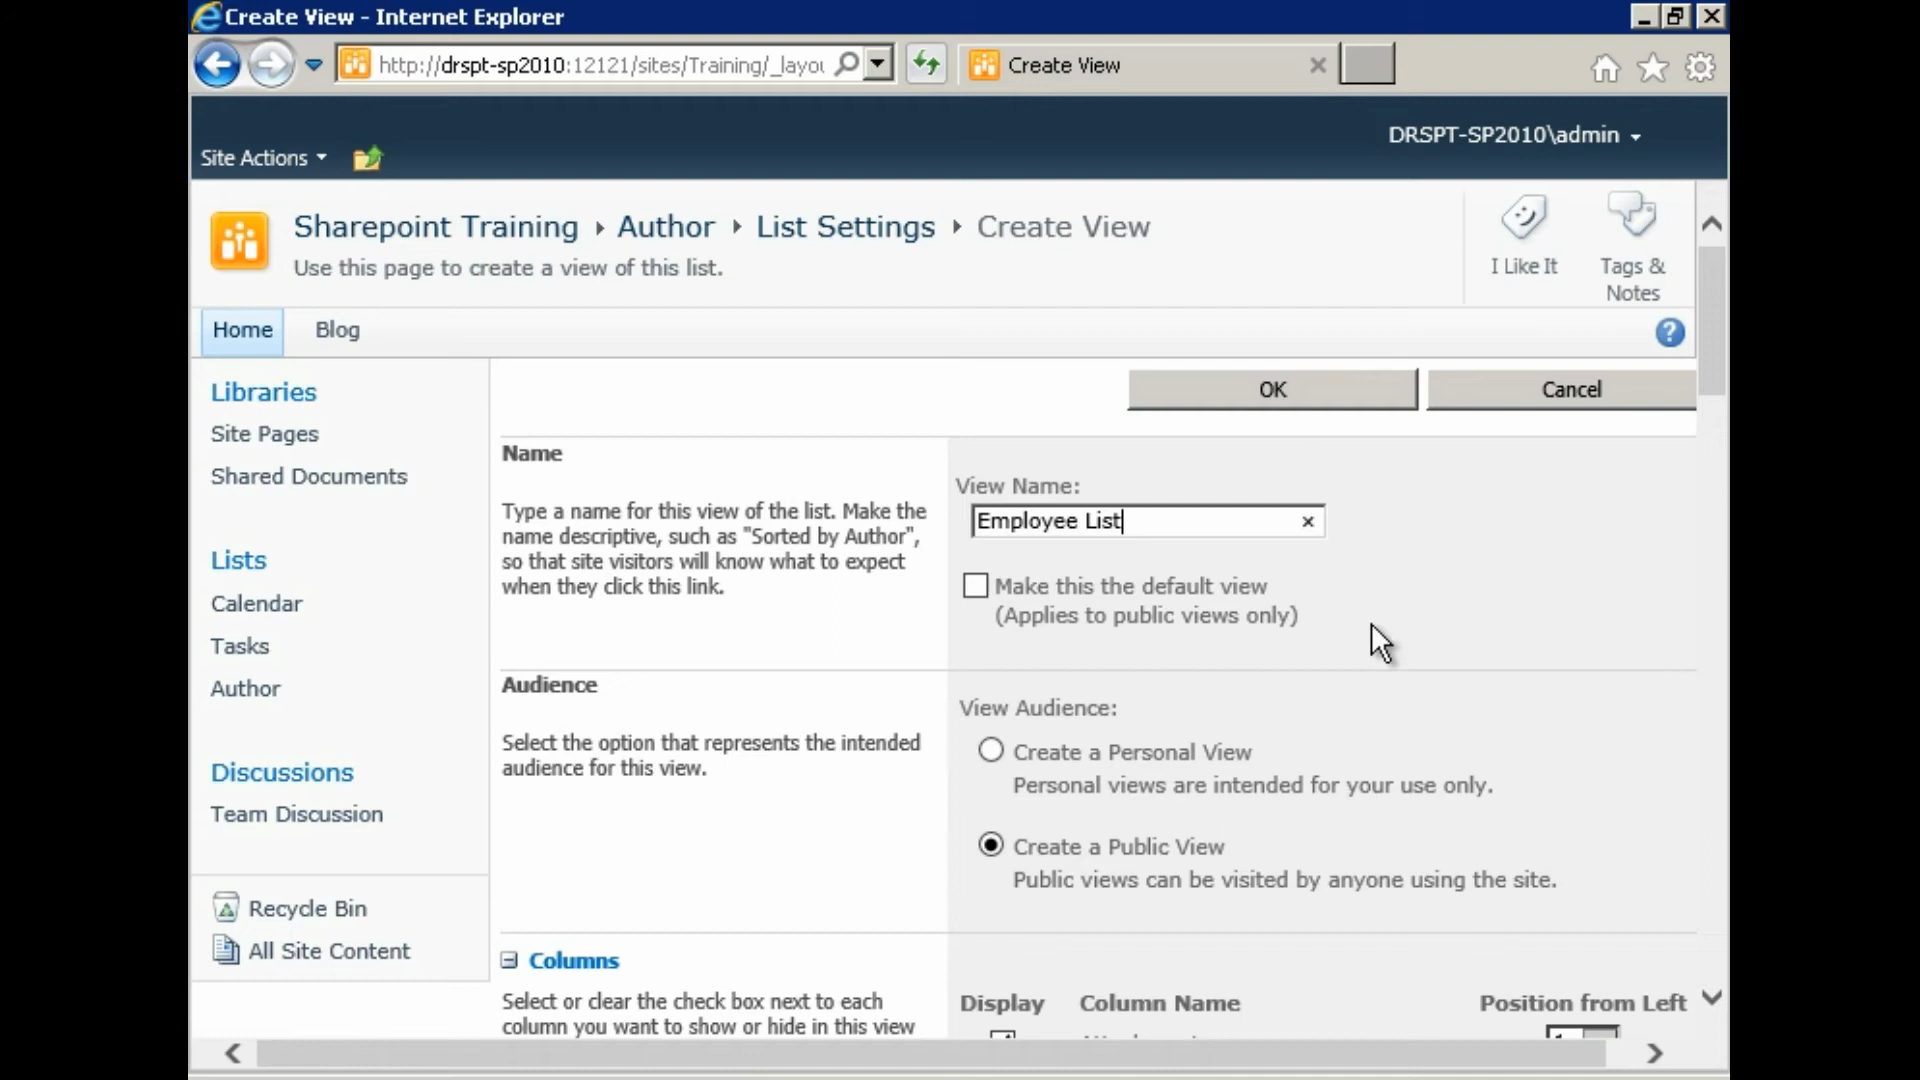 Create View - Internet Explorer
http://drspt-sp2010:12121/sites/Training/_layou
Create View
DRSPT-SP2010\admin
Site Actions
Sharepoint Training ▸ Author ▸ List Settings ▸ Create View
Use this page to create a view of this list.
I Like It
Tags &
Notes
Home
Blog
Libraries
Site Pages
Shared Documents
Lists
Calendar
Tasks
Author
Discussions
Team Discussion
Recycle Bin
All Site Content
OK
Cancel
Name
Type a name for this view of the list. Make the
name descriptive, such as "Sorted by Author",
so that site visitors will know what to expect
when they click this link.
View Name:
Employee List
Make this the default view
(Applies to public views only)
Audience
Select the option that represents the intended
audience for this view.
View Audience:
Create a Personal View
Personal views are intended for your use only.
Create a Public View
Public views can be visited by anyone using the site.
Columns
Select or clear the check box next to each
column you want to show or hide in this view
Display
Column Name
Position from Left